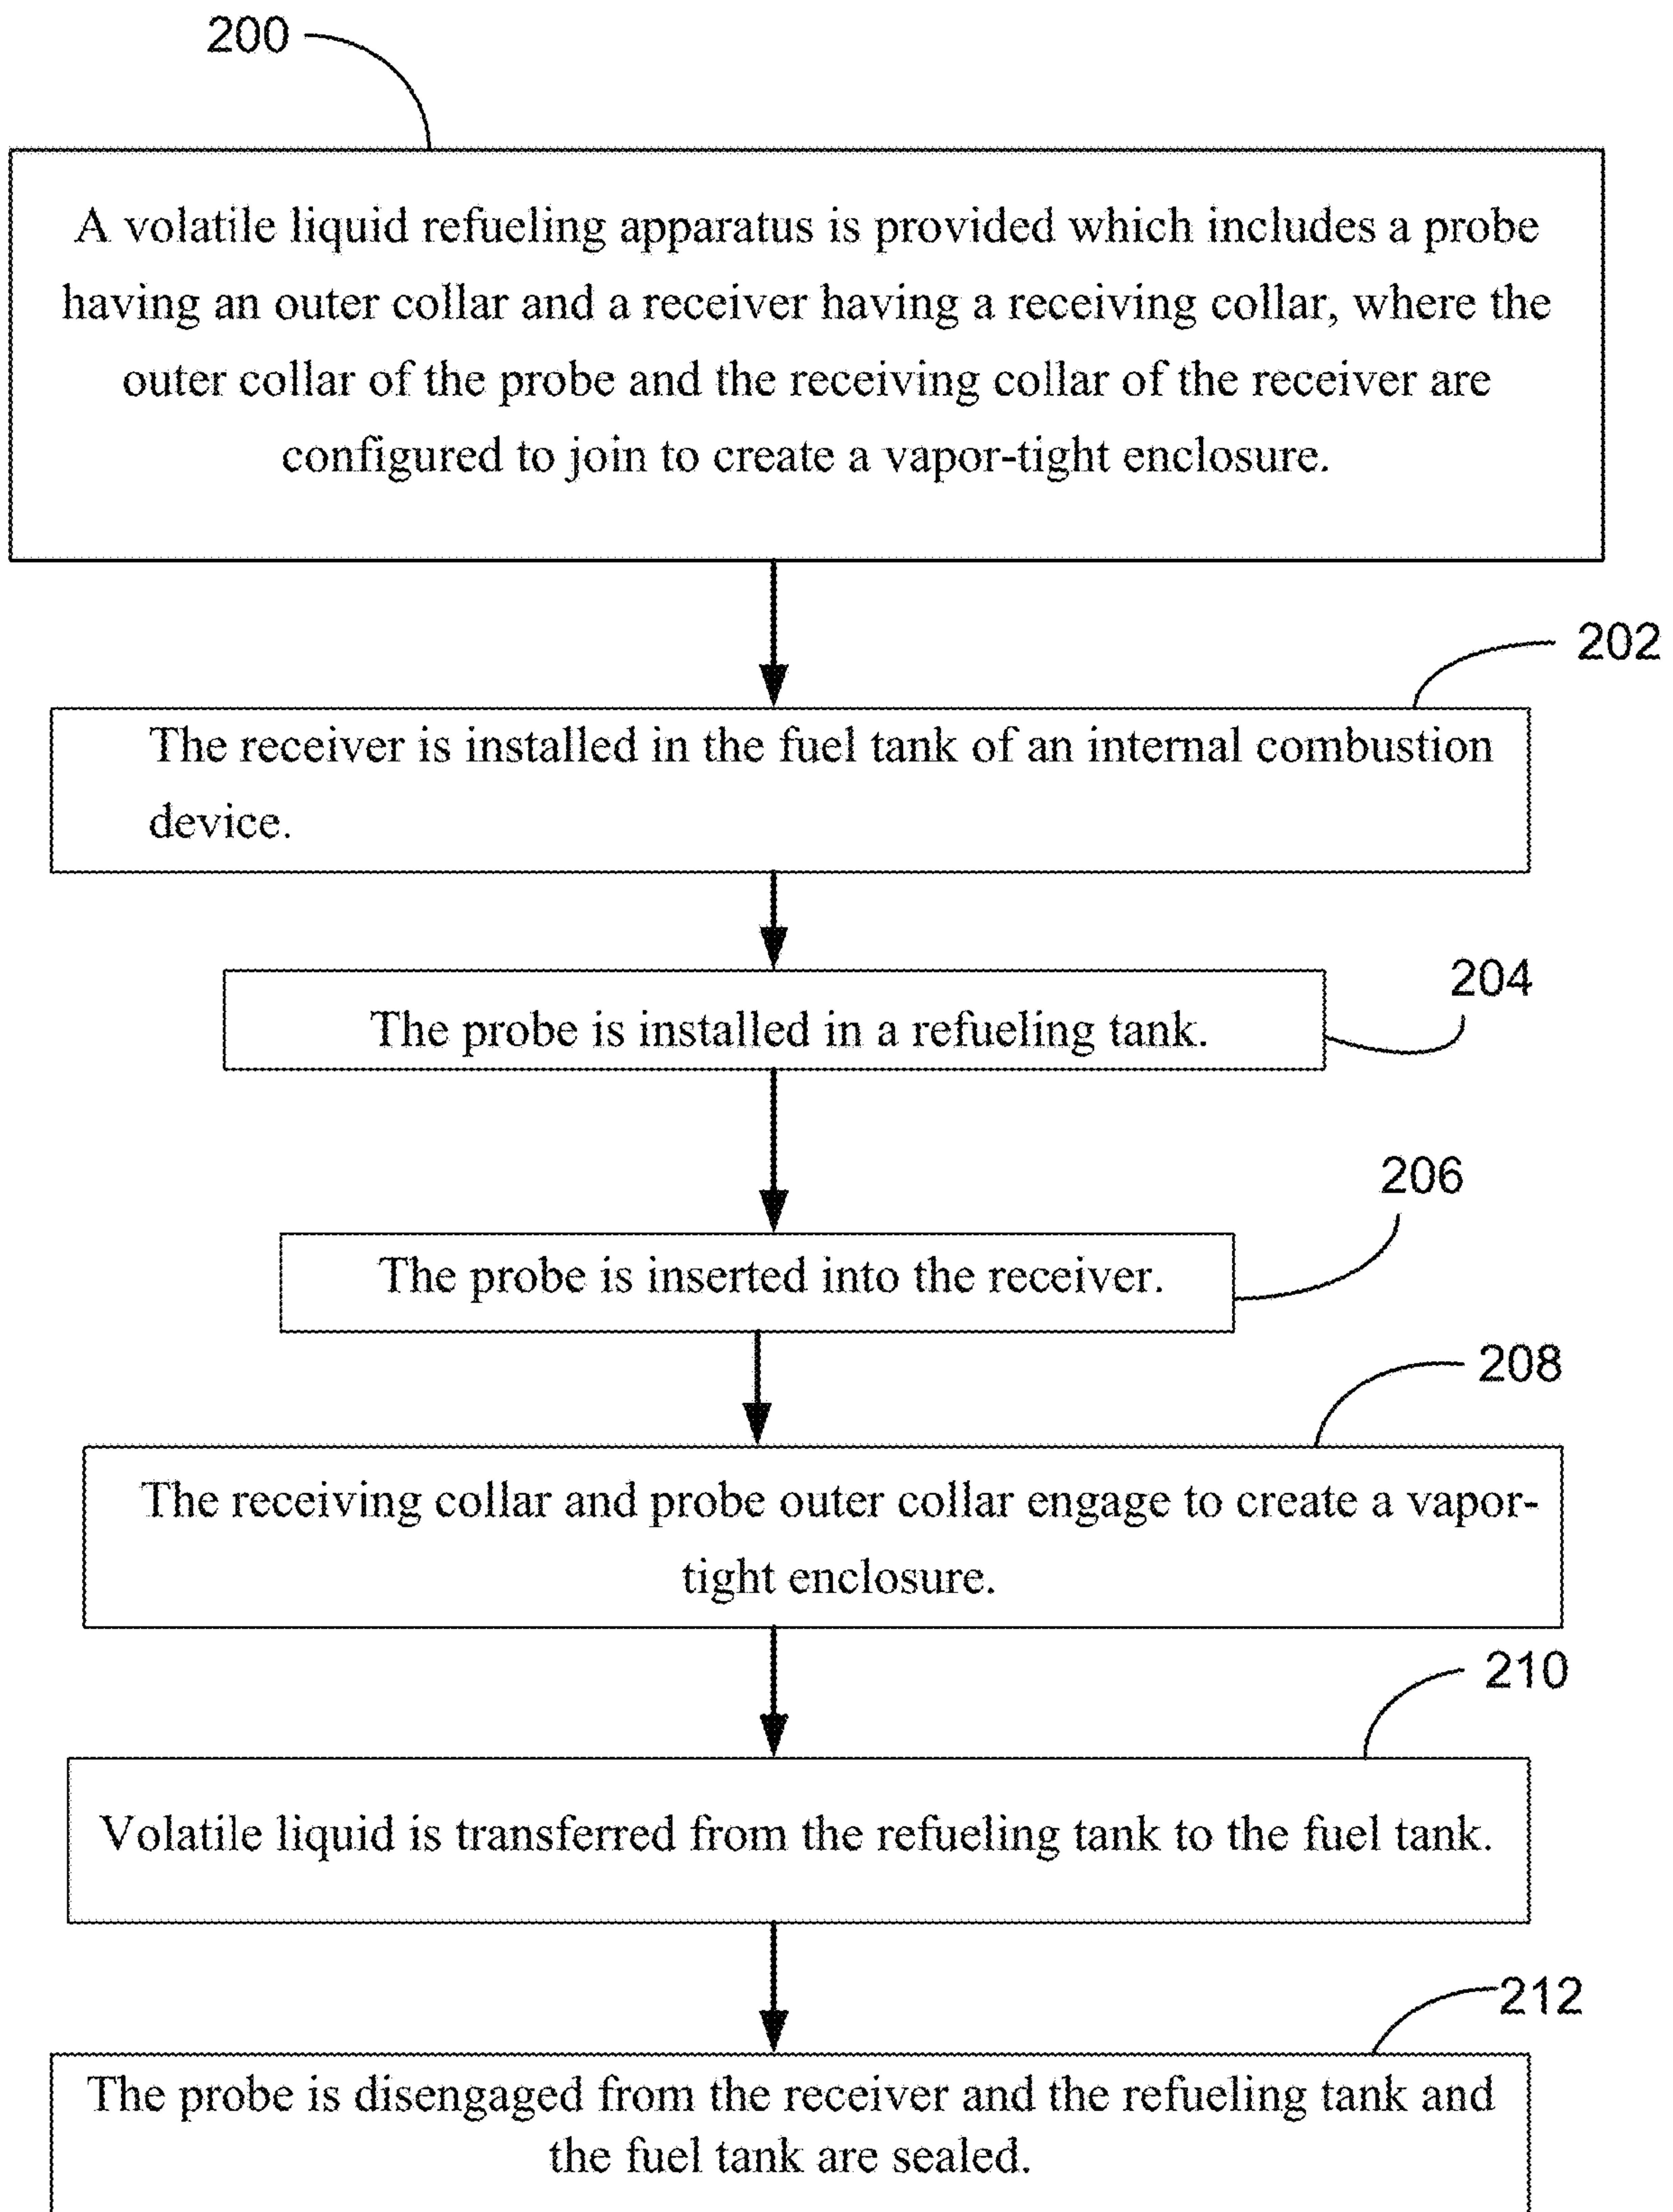 200
A volatile liquid refueling apparatus is provided which includes a probe
having an outer collar and a receiver having a receiving collar, where the
outer collar of the probe and the receiving collar of the receiver are
configured to join to create a vapor-tight enclosure.
202
The receiver is installed in the fuel tank of an internal combustion
device.
204
The probe is installed in a refueling tank.
206
The probe is inserted into the receiver.
208
The receiving collar and probe outer collar engage to create a vapor-
tight enclosure.
210
Volatile liquid is transferred from the refueling tank to the fuel tank.
212
The probe is disengaged from the receiver and the refueling tank and
the fuel tank are sealed.